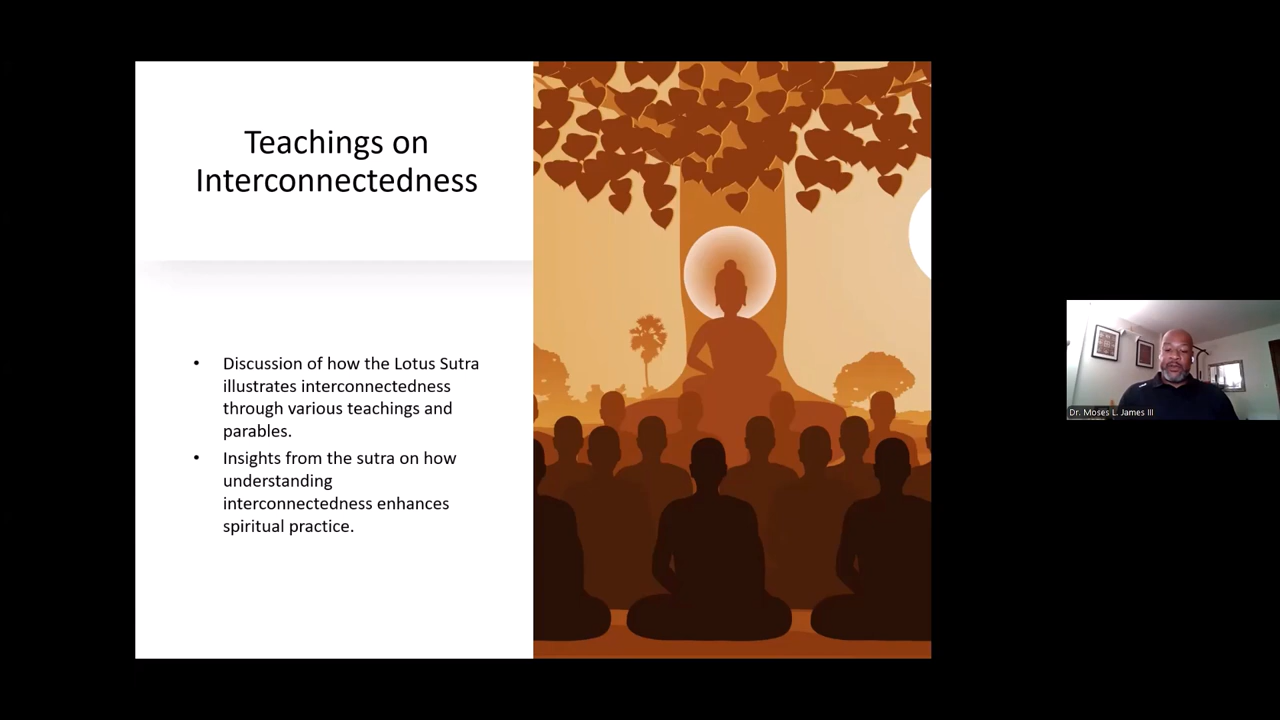 Teachings on
Interconnectedness
• Discussion of how the Lotus Sutra
illustrates interconnectedness
through various teachings and
parables.
• Insights from the sutra on how
understanding
interconnectedness enhances
spiritual practice.
Dr. Moses L. James III